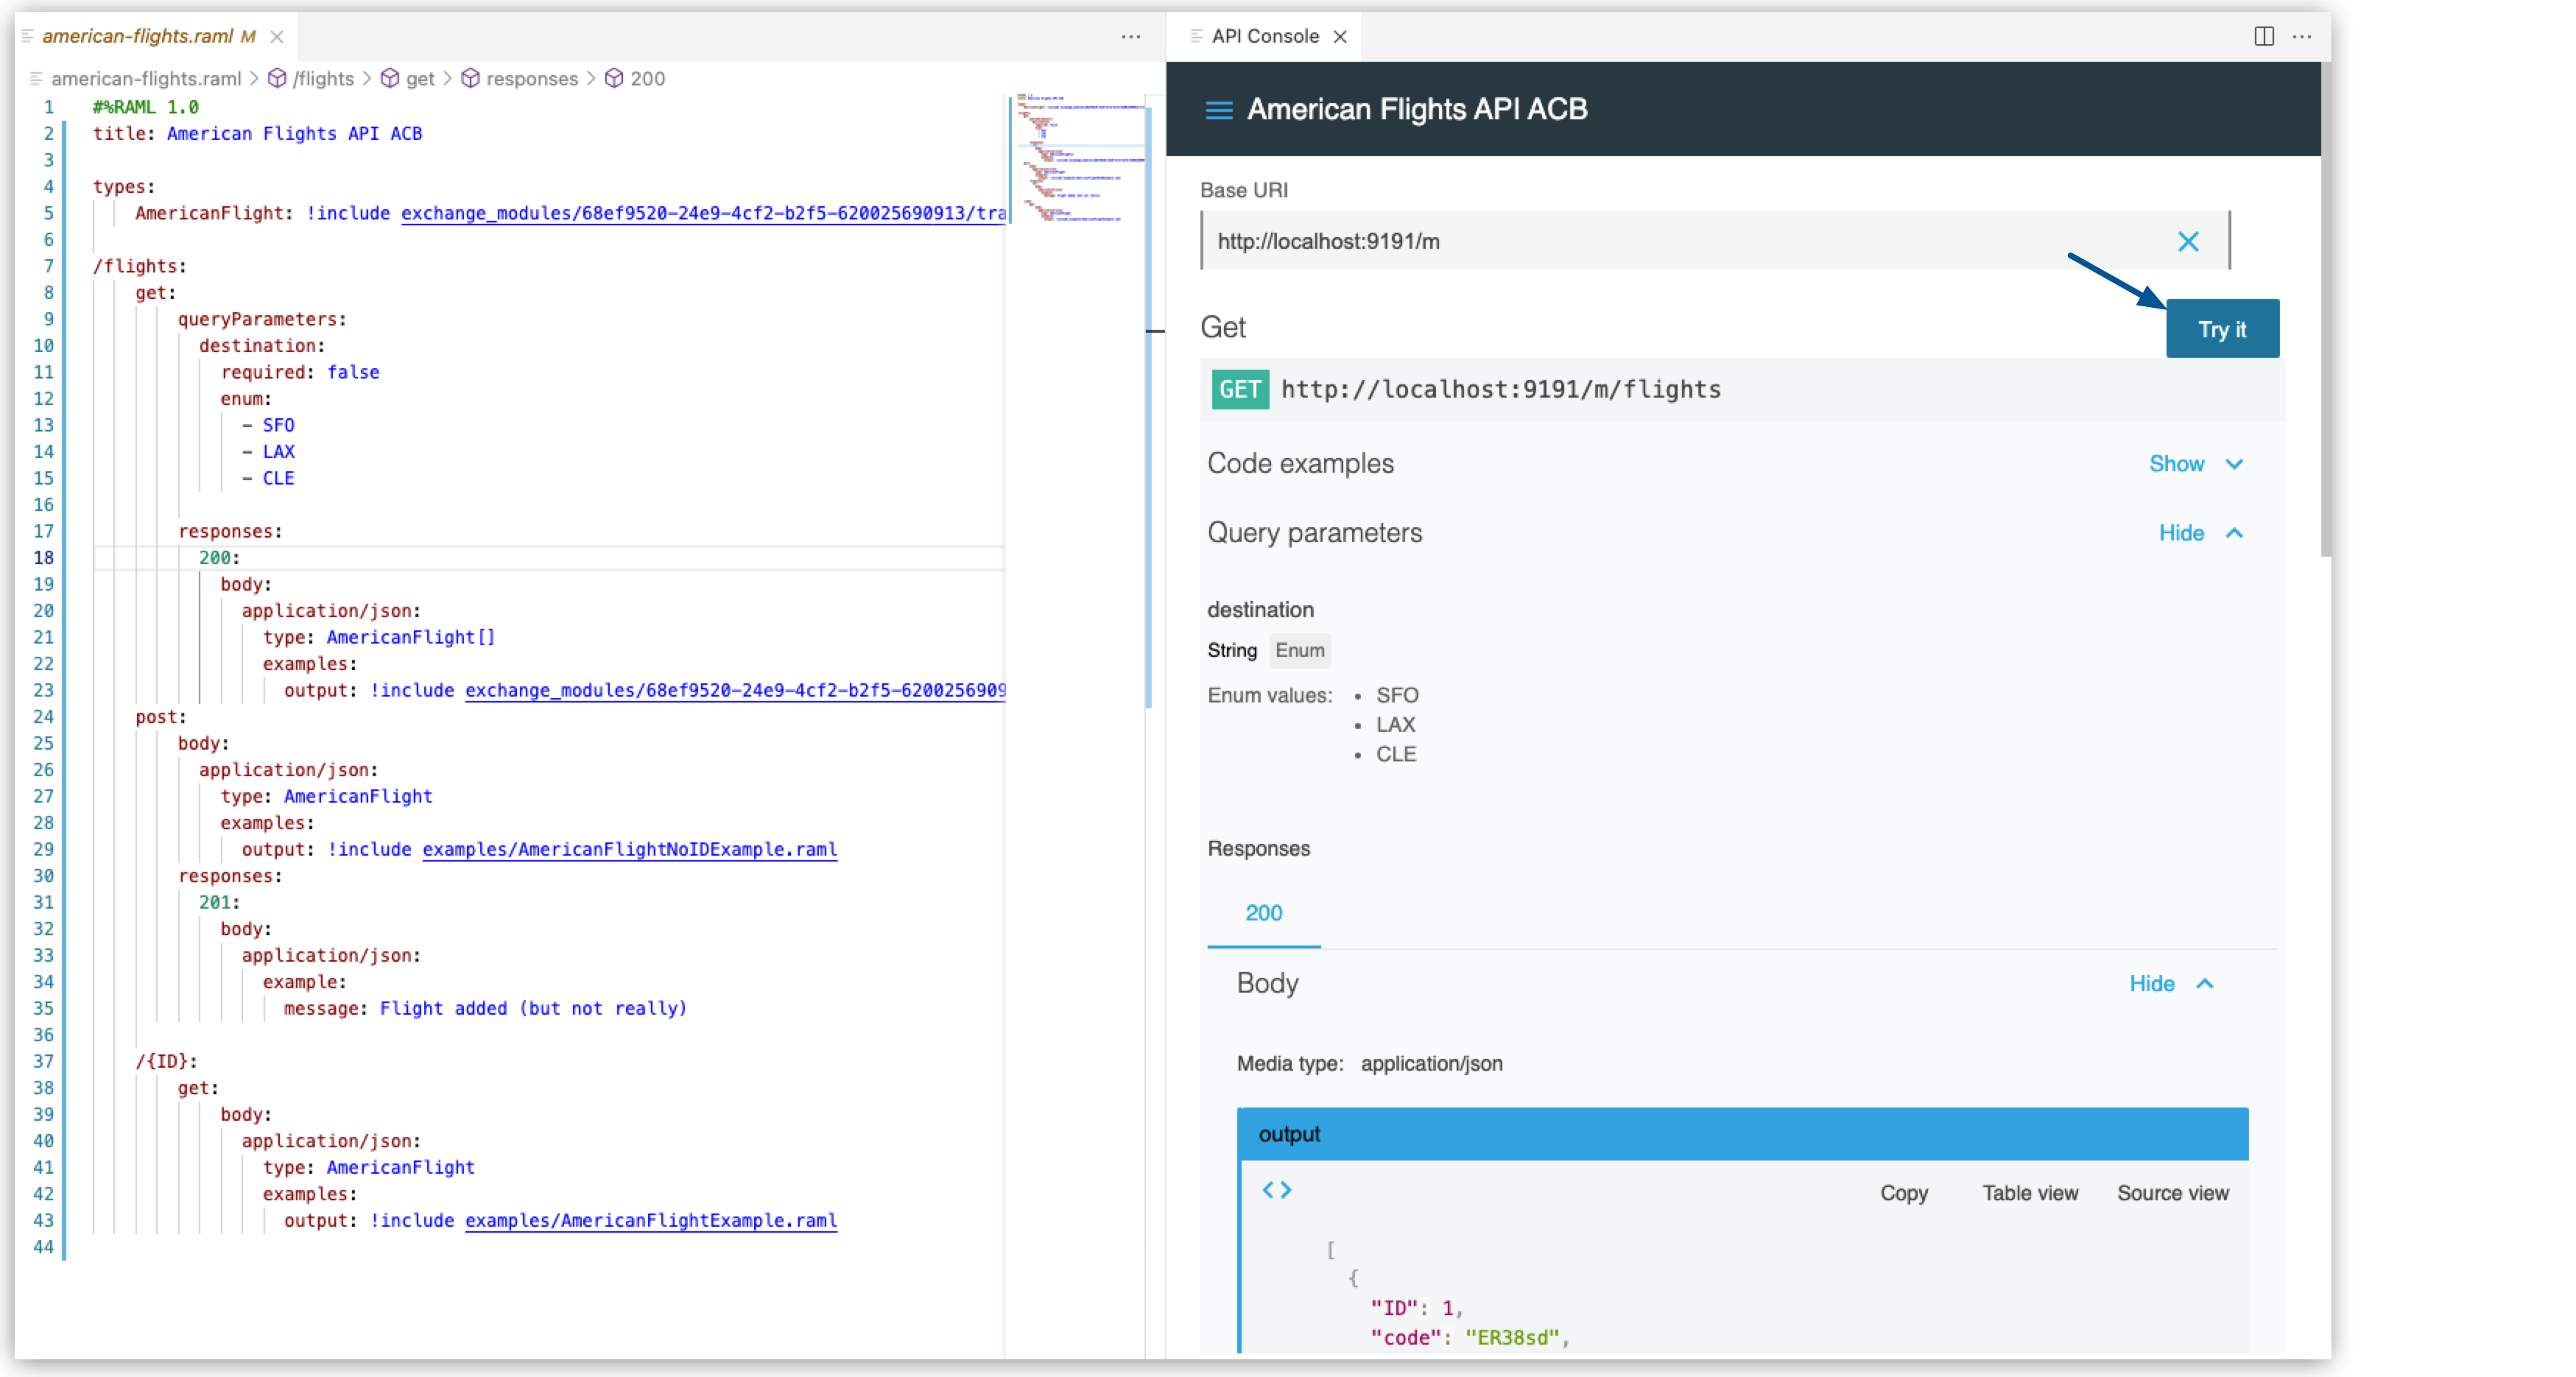 american-flights.raml M
american-flights.raml > /flights > get > responses > 200
1 #%RAML 1.0
2 title: American Flights API ACB
3
4 types:
5 AmericanFlight: !include exchange_modules/68ef9520-24e9-4cf2-b2f5-620025690913/tra
6
7 /flights:
8 get:
9 queryParameters:
10 destination:
11 required: false
12 enum:
13 - SFO
14 - LAX
15 - CLE
16
17 responses:
18 200:
19 body:
20 application/json:
21 type: AmericanFlight[]
22 examples:
23 output: !include exchange_modules/68ef9520-24e9-4cf2-b2f5-6200256909
24 post:
25 body:
26 application/json:
27 type: AmericanFlight
28 examples:
29 output: !include examples/AmericanFlightNoIDExample.raml
30 responses:
31 201:
32 body:
33 application/json:
34 example:
35 message: Flight added (but not really)
36
37 /{ID}:
38 get:
39 body:
40 application/json:
41 type: AmericanFlight
42 examples:
43 output: !include examples/AmericanFlightExample.raml
44
API Console
American Flights API ACB
Base URI
http://localhost:9191/m
Get
Try it
GET http://localhost:9191/m/flights
Code examples Show
Query parameters Hide
destination
String Enum
Enum values: • SFO
• LAX
• CLE
Responses
200
Body Hide
Media type: application/json
output
<> Copy Table view Source view
[
{
"ID": 1,
"code": "ER38sd",